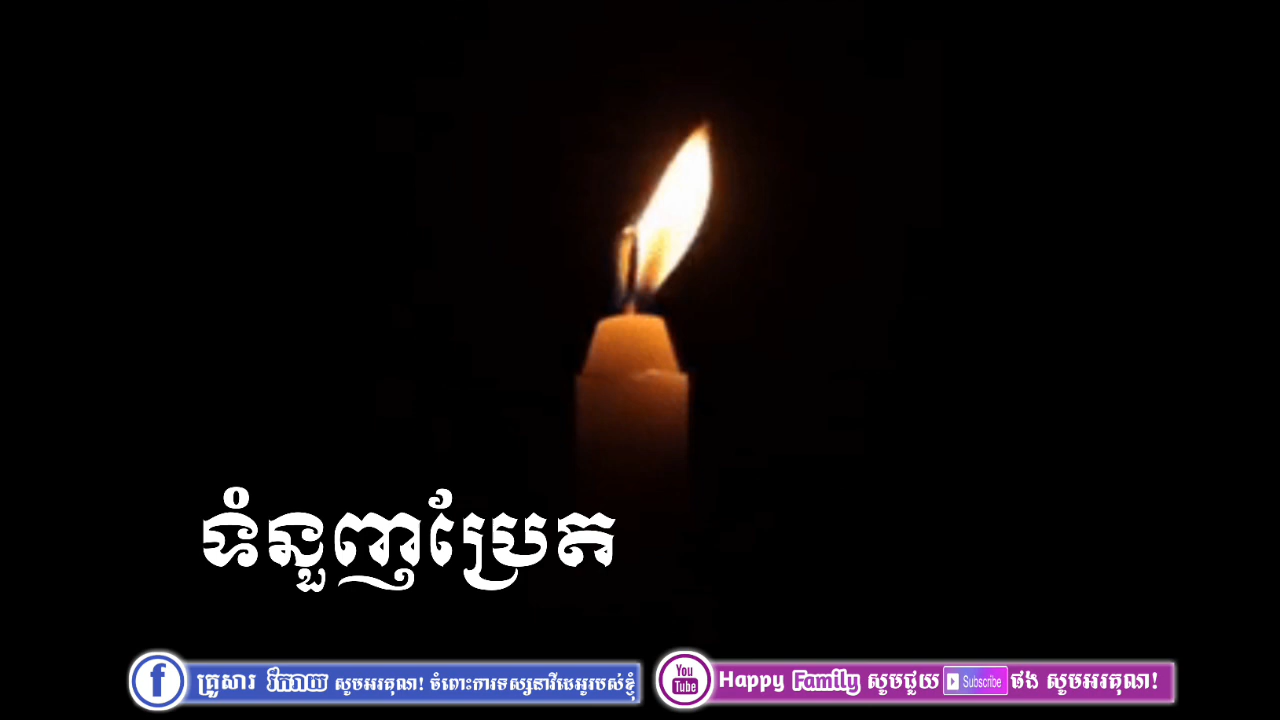 ទំនួញប្រែត
f គ្រួសារ រីករាយ សូមអរគុណ! ចំពោះការទស្សនាវីដេអូរបស់ខ្ញុំ
You Tube Happy Family សូមជួយ Subscribe ផង សូមអរគុណ!